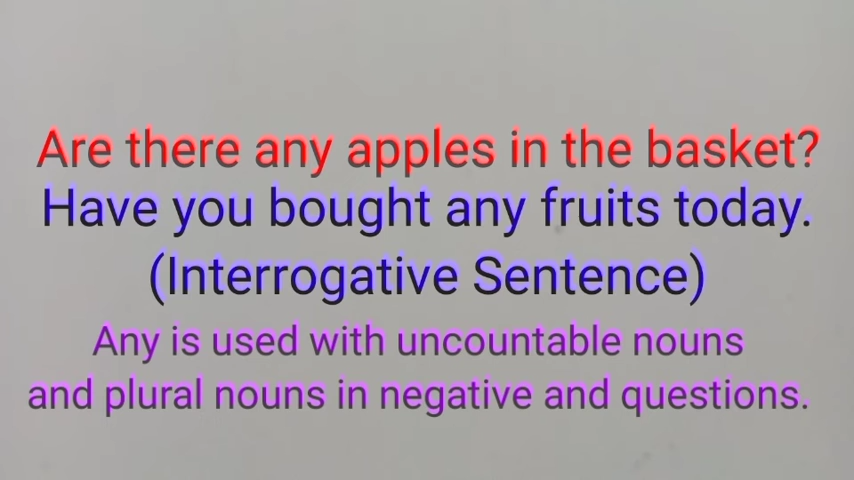 Are there any apples in the basket?
Have you bought any fruits today.
(Interrogative Sentence)
Any is used with uncountable nouns
and plural nouns in negative and questions.